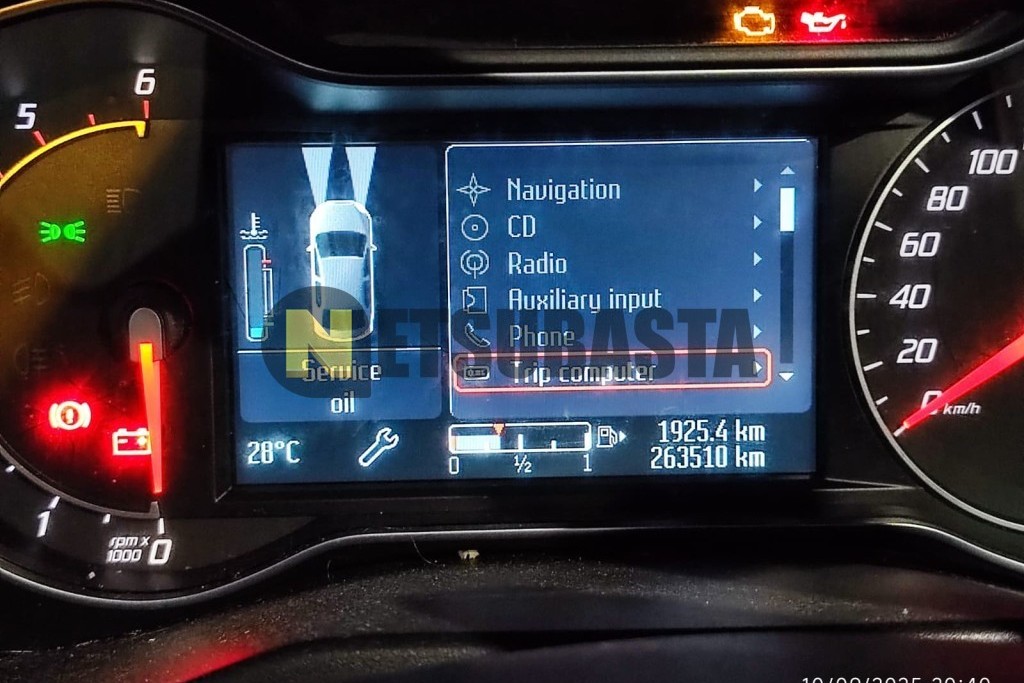 6
5
100
80
60
40
20
0 km/h
1
rpm x
1000
0
Navigation
CD
Radio
Auxiliary input
Phone
Trip computer
Service
oil
28°C
0
½
1
1925.4 km
263510 km
NETSUBASTA